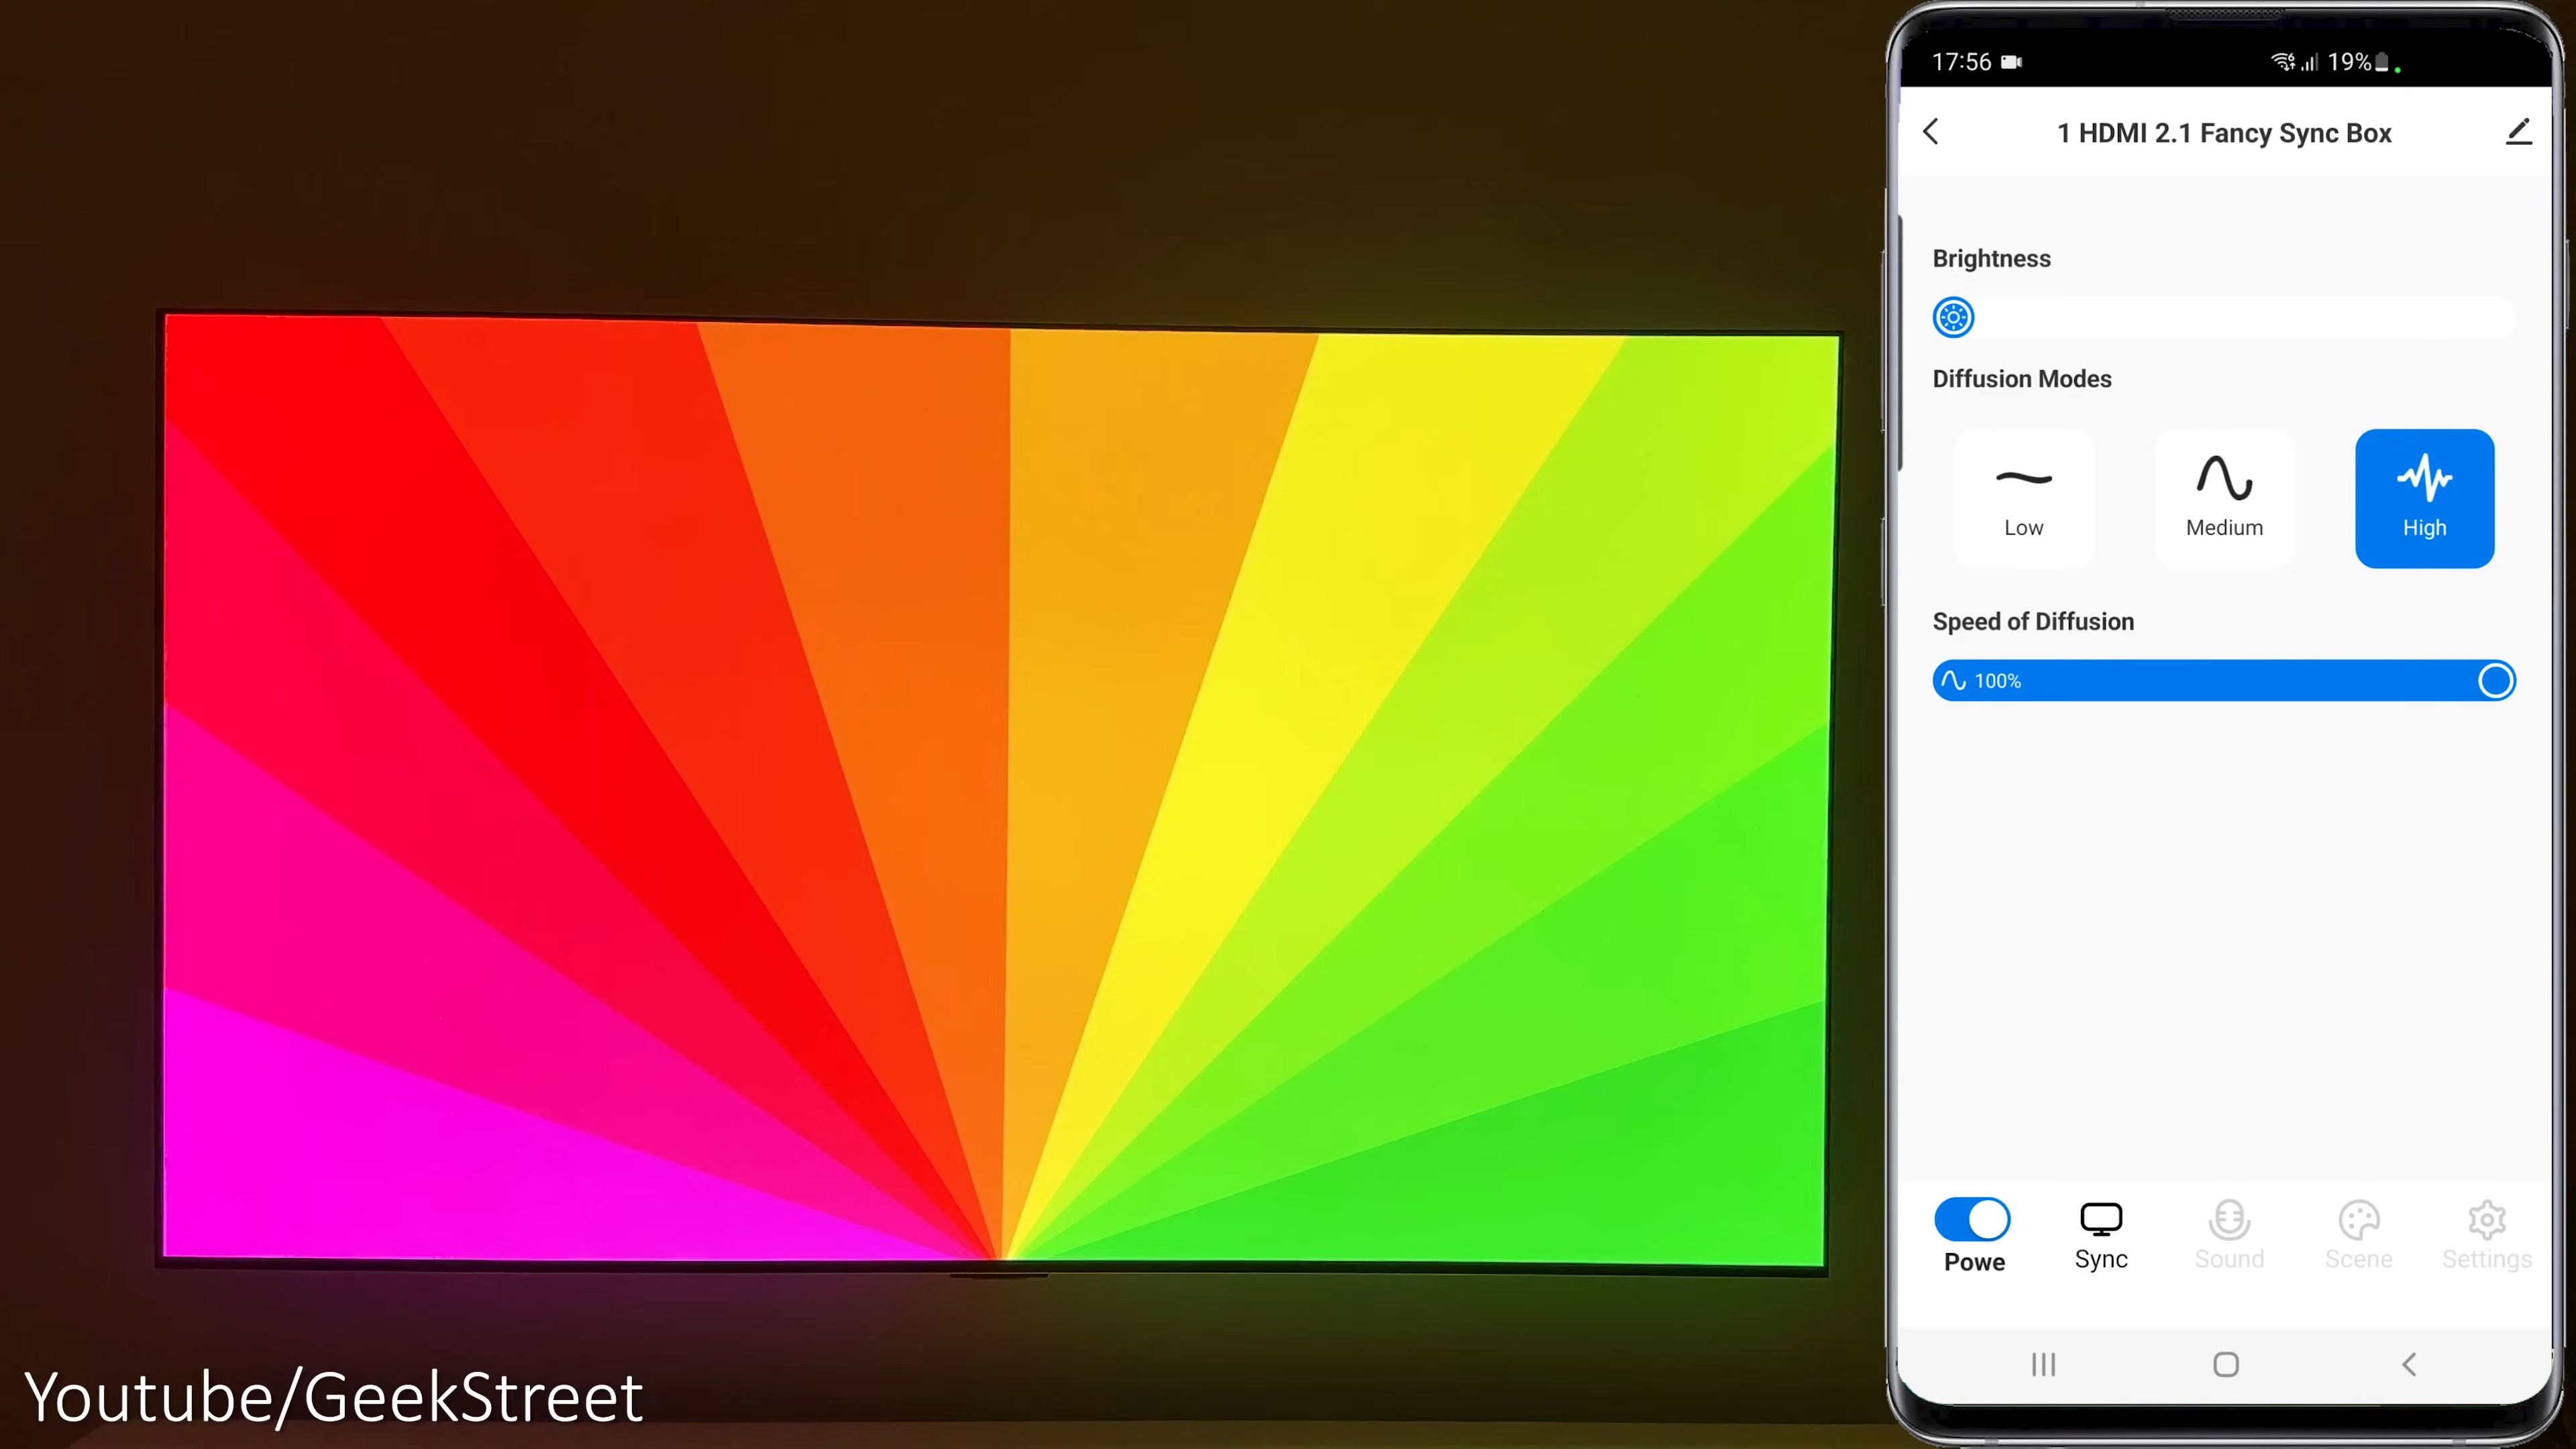 17:56
19%
1 HDMI 2.1 Fancy Sync Box
Brightness
Diffusion Modes
Low
Medium
High
Speed of Diffusion
100%
Powe
Sync
Sound
Scene
Settings
Youtube/GeekStreet